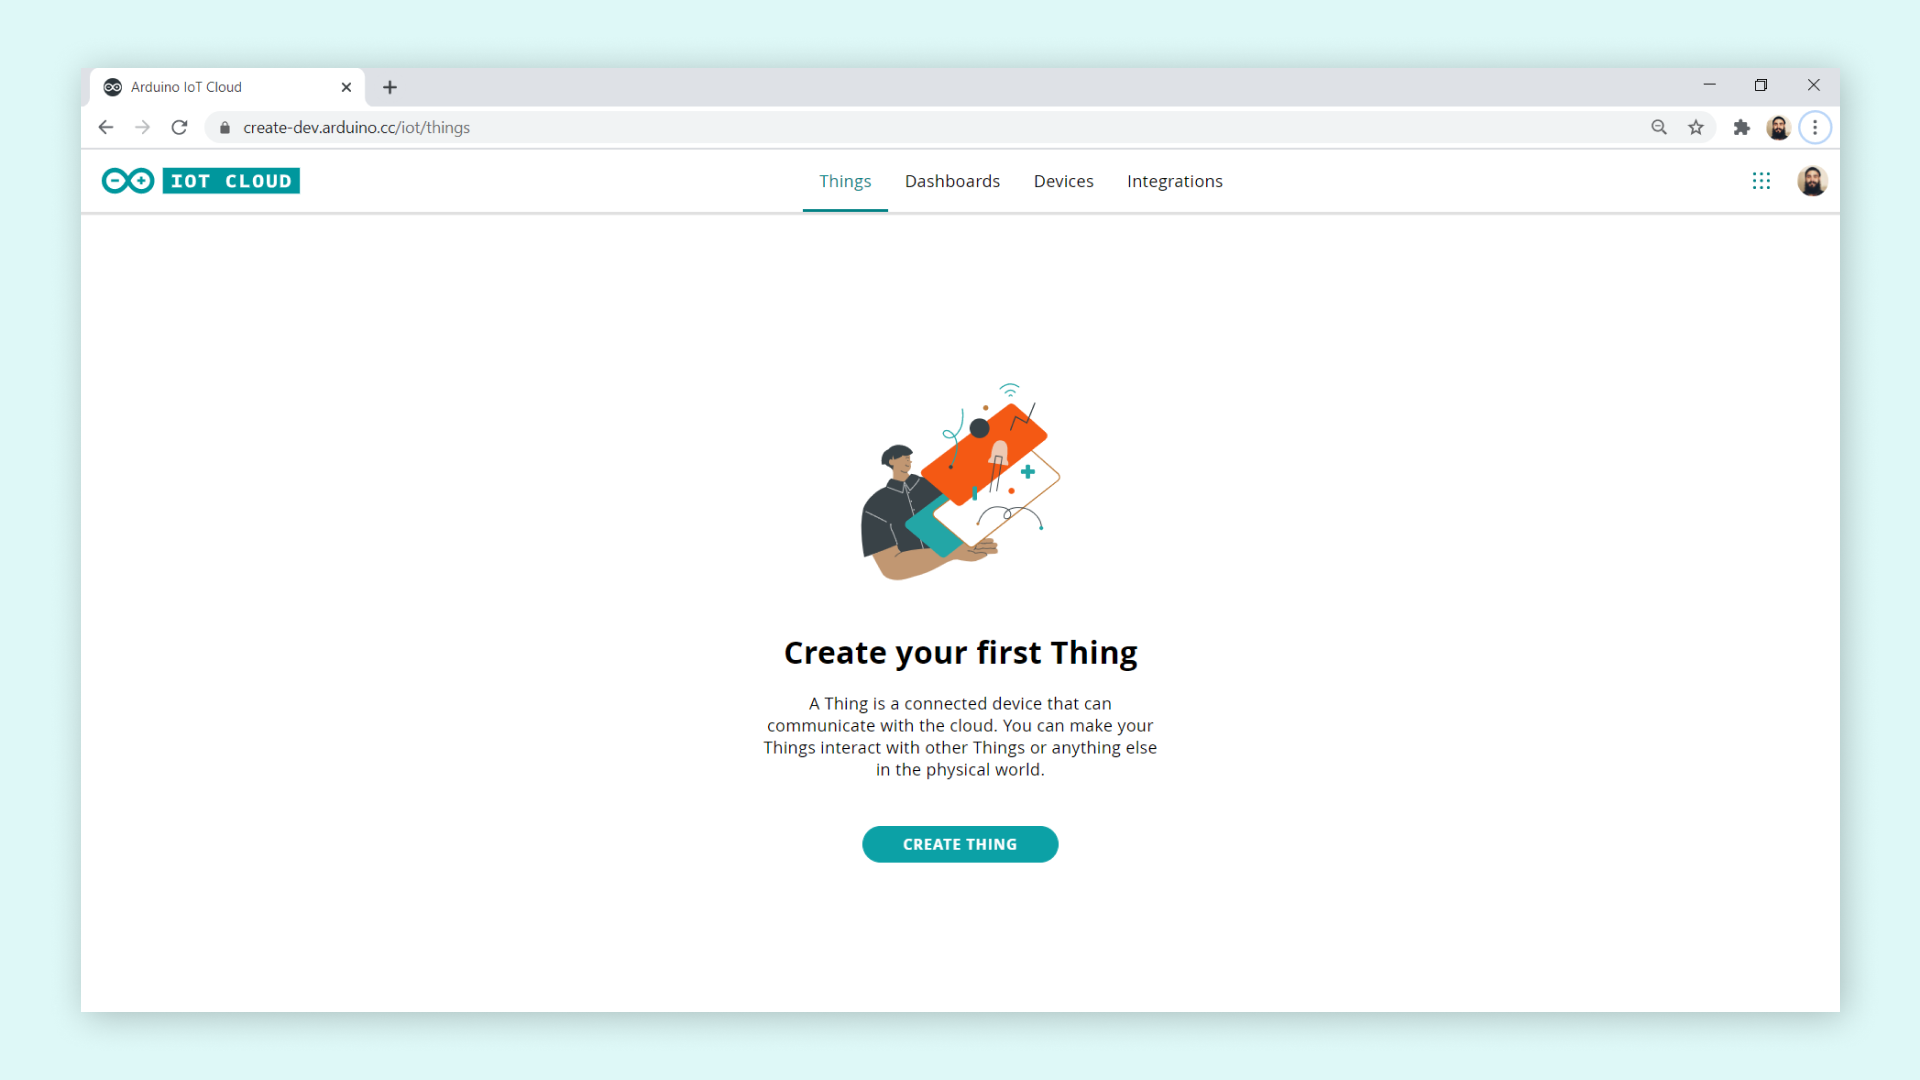 Arduino IoT Cloud
create-dev.arduino.cc/iot/things
IOT CLOUD
Things Dashboards Devices Integrations
Create your first Thing
A Thing is a connected device that can
communicate with the cloud. You can make your
Things interact with other Things or anything else
in the physical world.
CREATE THING